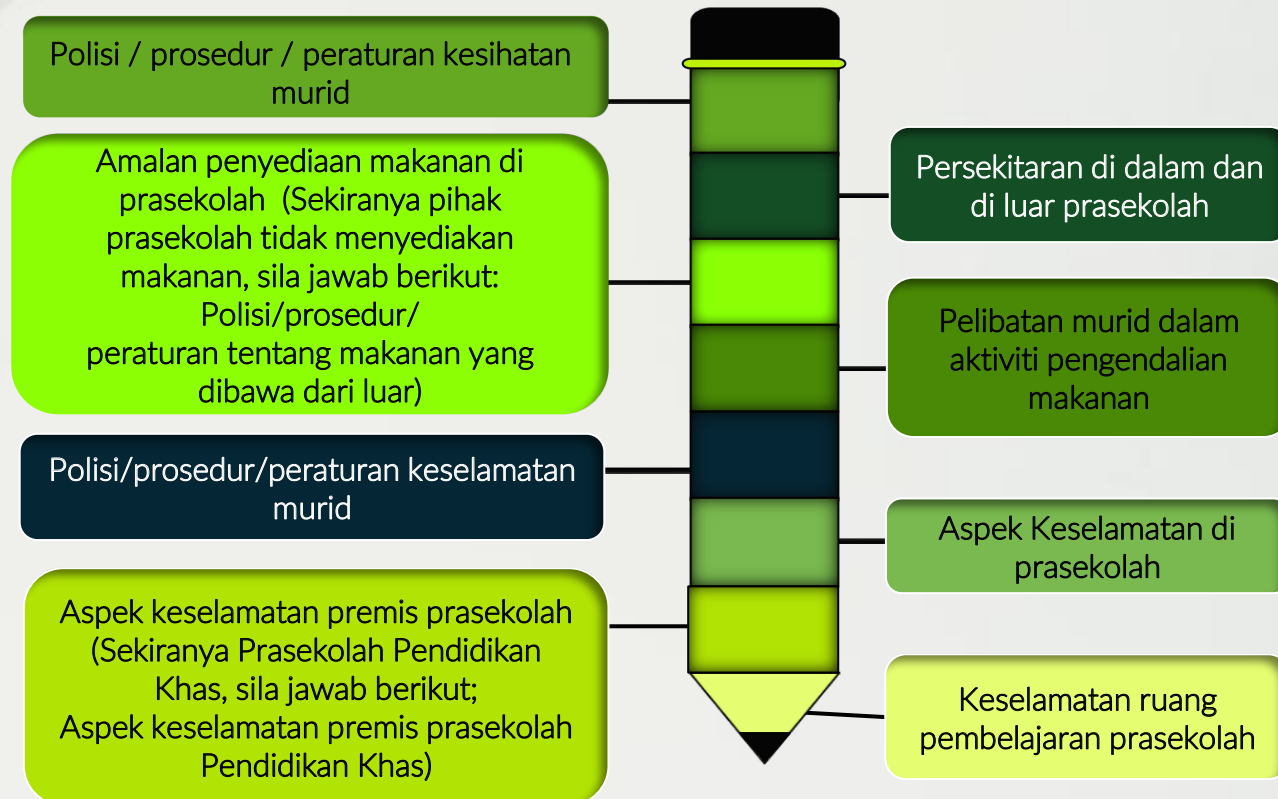 Polisi / prosedur / peraturan kesihatan
murid
Persekitaran di dalam dan
di luar prasekolah
Amalan penyediaan makanan di
prasekolah (Sekiranya pihak
prasekolah tidak menyediakan
makanan, sila jawab berikut:
Polisi/prosedur/
peraturan tentang makanan yang
dibawa dari luar)
Pelibatan murid dalam
aktiviti pengendalian
makanan
Polisi/prosedur/peraturan keselamatan
murid
Aspek Keselamatan di
prasekolah
Aspek keselamatan premis prasekolah
(Sekiranya Prasekolah Pendidikan
Khas, sila jawab berikut;
Aspek keselamatan premis prasekolah
Pendidikan Khas)
Keselamatan ruang
pembelajaran prasekolah